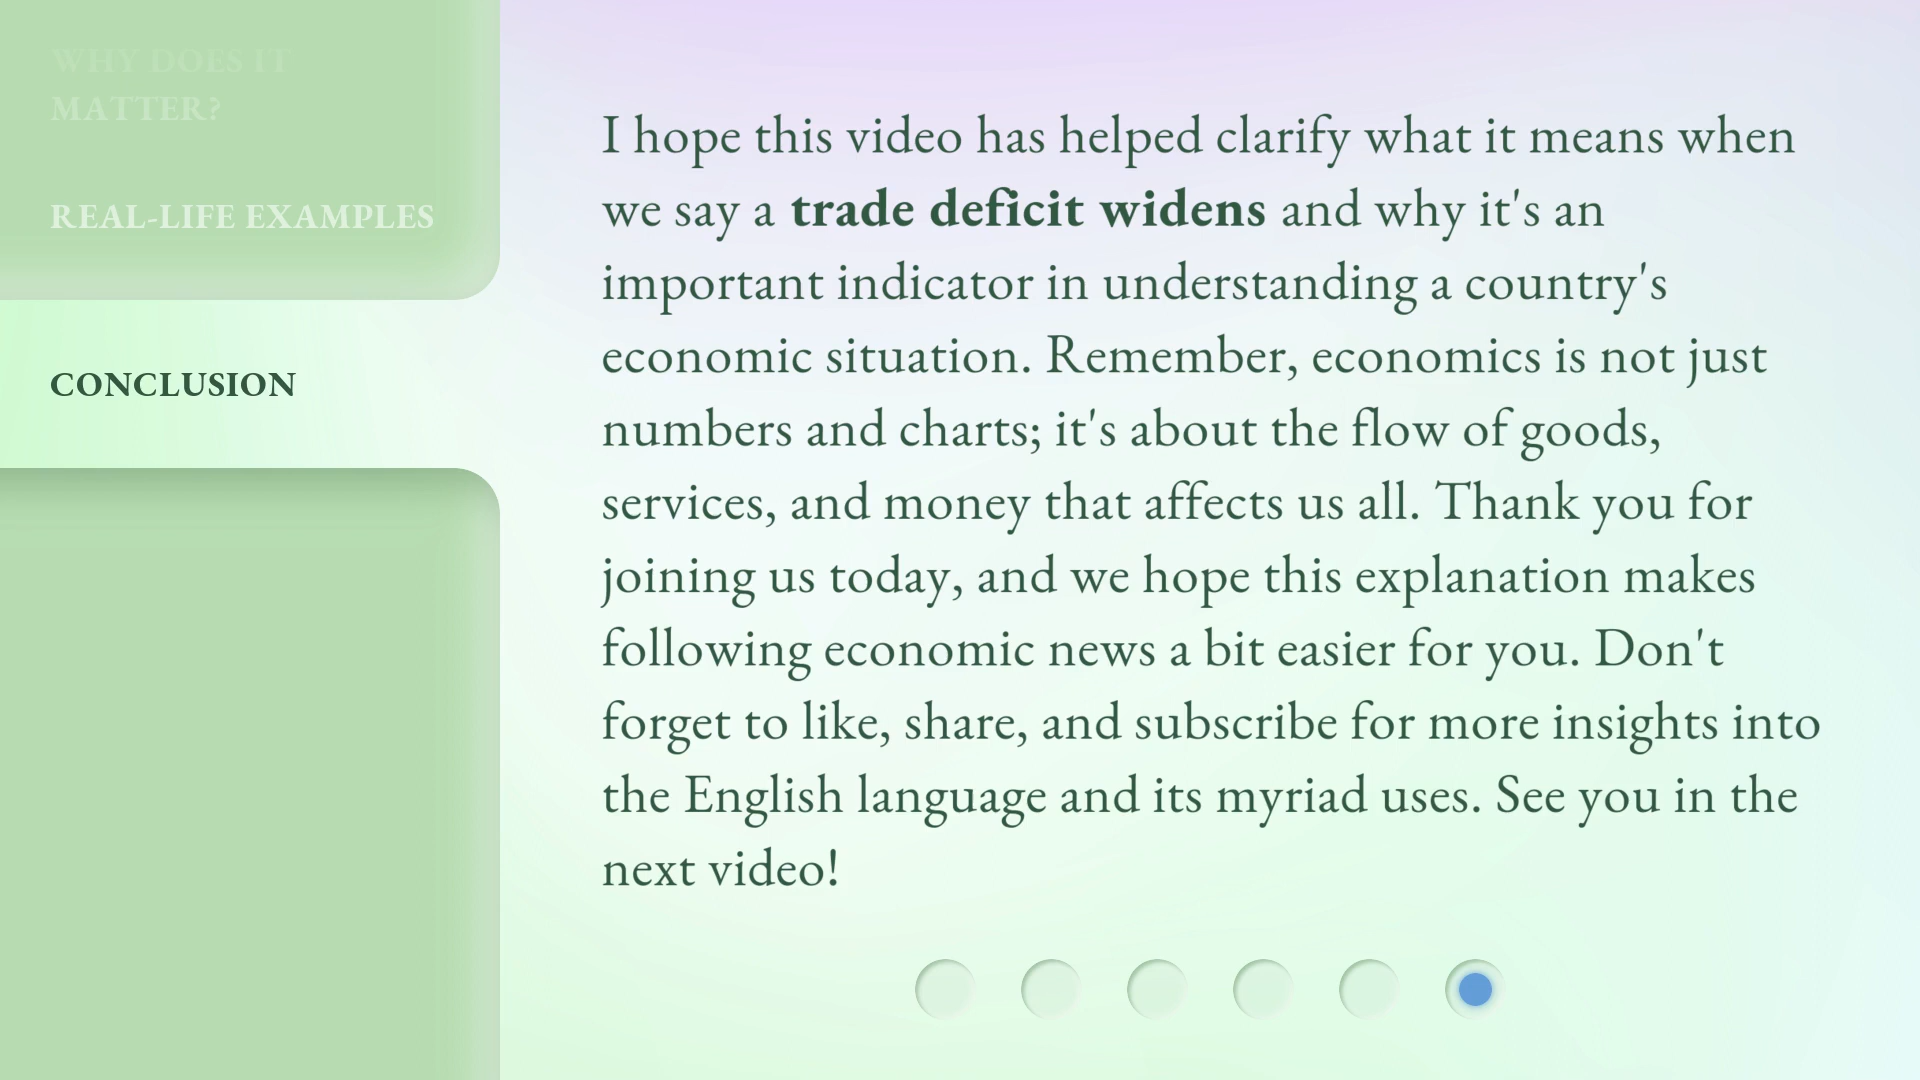 WHY DOES IT
MATTER?
REAL-LIFE EXAMPLES
CONCLUSION
I hope this video has helped clarify what it means when
we say a trade deficit widens and why it's an
important indicator in understanding a country's
economic situation. Remember, economics is not just
numbers and charts; it's about the flow of goods,
services, and money that affects us all. Thank you for
joining us today, and we hope this explanation makes
following economic news a bit easier for you. Don't
forget to like, share, and subscribe for more insights into
the English language and its myriad uses. See you in the
next video!